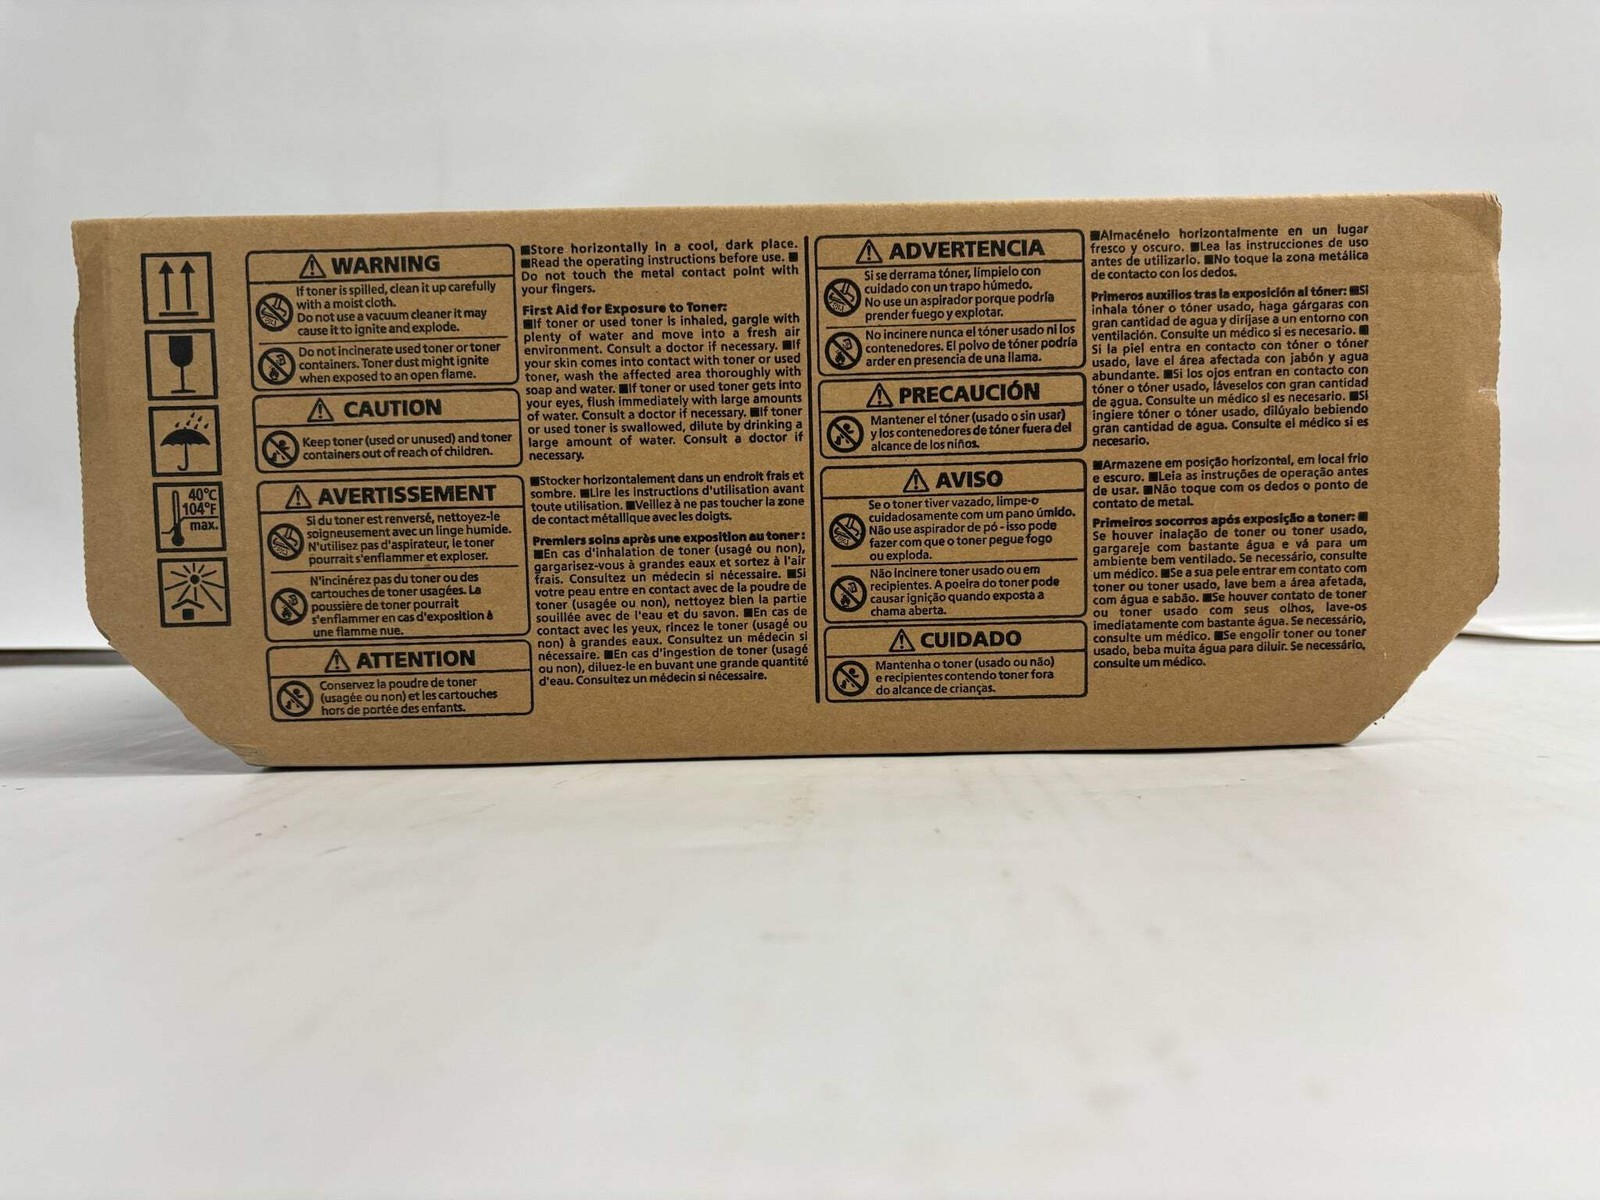 40°C
104°F
max.
WARNING
If toner is spilled, clean it up carefully
with a moist cloth.
Do not use a vacuum cleaner it may
cause it to ignite and explode.
Do not incinerate used toner or toner
containers. Toner dust might ignite
when exposed to an open flame.
CAUTION
Keep toner (used or unused) and toner
containers out of reach of children.
AVERTISSEMENT
Si du toner est renversé, nettoyez-le
soigneusement avec un linge humide.
N'utilisez pas d'aspirateur, le toner
pourrait s'enflammer et exploser.
N'incinérez pas du toner ou des
cartouches de toner usagées. La
poussière de toner pourrait
s'enflammer en cas d'exposition à
une flamme nue.
ATTENTION
Conservez la poudre de toner
(usagée ou non) et les cartouches
hors de portée des enfants.
■Store horizontally in a cool, dark place.
■Read the operating instructions before use. ■
Do not touch the metal contact point with
your fingers.
First Aid for Exposure to Toner:
■If toner or used toner is inhaled, gargle with
plenty of water and move into a fresh air
environment. Consult a doctor if necessary. ■If
your skin comes into contact with toner or used
toner, wash the affected area thoroughly with
soap and water. ■If toner or used toner gets into
your eyes, flush immediately with large amounts
of water. Consult a doctor if necessary. ■If toner
or used toner is swallowed, dilute by drinking a
large amount of water. Consult a doctor if
necessary.
■Stocker horizontalement dans un endroit frais et
sombre. ■Lire les instructions d'utilisation avant
toute utilisation. ■Veillez à ne pas toucher la zone
de contact métallique avec les doigts.
Premiers soins après une exposition au toner:
■En cas d'inhalation de toner (usagé ou non),
gargarisez-vous à grandes eaux et sortez à l'air
frais. Consultez un médecin si nécessaire. ■Si
votre peau entre en contact avec de la poudre de
toner (usagée ou non), nettoyez bien la partie
souillée avec de l'eau et du savon. ■En cas de
contact avec les yeux, rincez le toner (usagé ou
non) à grandes eaux. Consultez un médecin si
nécessaire. ■En cas d'ingestion de toner (usagé
ou non), diluez-le en buvant une grande quantité
d'eau. Consultez un médecin si nécessaire.
ADVERTENCIA
Si se derrama tóner, límpielo con
cuidado con un trapo húmedo.
No use un aspirador porque podría
prender fuego y explotar.
No incinere nunca el tóner usado ni los
contenedores. El polvo de tóner podría
arder en presencia de una llama.
PRECAUCIÓN
Mantener el tóner (usado o sin usar)
y los contenedores de tóner fuera del
alcance de los niños.
AVISO
Se o toner tiver vazado, limpe-o
cuidadosamente com um pano úmido.
Não use aspirador de pó - isso pode
fazer com que o toner pegue fogo
ou exploda.
Não incinere toner usado ou em
recipientes. A poeira do toner pode
causar ignição quando exposta a
chama aberta.
CUIDADO
Mantenha o toner (usado ou não)
e recipientes contendo toner fora
do alcance de crianças.
■Almacénelo horizontalmente en un lugar
fresco y oscuro. ■Lea las instrucciones de uso
antes de utilizarlo. ■No toque la zona metálica
de contacto con los dedos.
Primeros auxilios tras la exposición al tóner: ■Si
inhala tóner o tóner usado, haga gárgaras con
gran cantidad de agua y diríjase a un entorno con
ventilación. Consulte un médico si es necesario. ■
Si la piel entra en contacto con tóner o tóner
usado, lave el área afectada con jabón y agua
abundante. ■Si los ojos entran en contacto con
tóner o tóner usado, láveselos con gran cantidad
de agua. Consulte un médico si es necesario. ■Si
ingiere tóner o tóner usado, dilúyalo bebiendo
gran cantidad de agua. Consulte el médico si es
necesario.
■Armazene em posição horizontal, em local frio
e escuro. ■Leia as instruções de operação antes
de usar. ■Não toque com os dedos o ponto de
contato de metal.
Primeiros socorros após exposição a toner: ■
Se houver inalação de toner ou toner usado,
gargareje com bastante água e vá para um
ambiente bem ventilado. Se necessário, consulte
um médico. ■Se a sua pele entrar em contato com
toner ou toner usado, lave bem a área afetada,
com água e sabão. ■Se houver contato de toner
ou toner usado com seus olhos, lave-os
imediatamente com bastante água. Se necessário,
consulte um médico. ■Se engolir toner ou toner
usado, beba muita água para diluir. Se necessário,
consulte um médico.